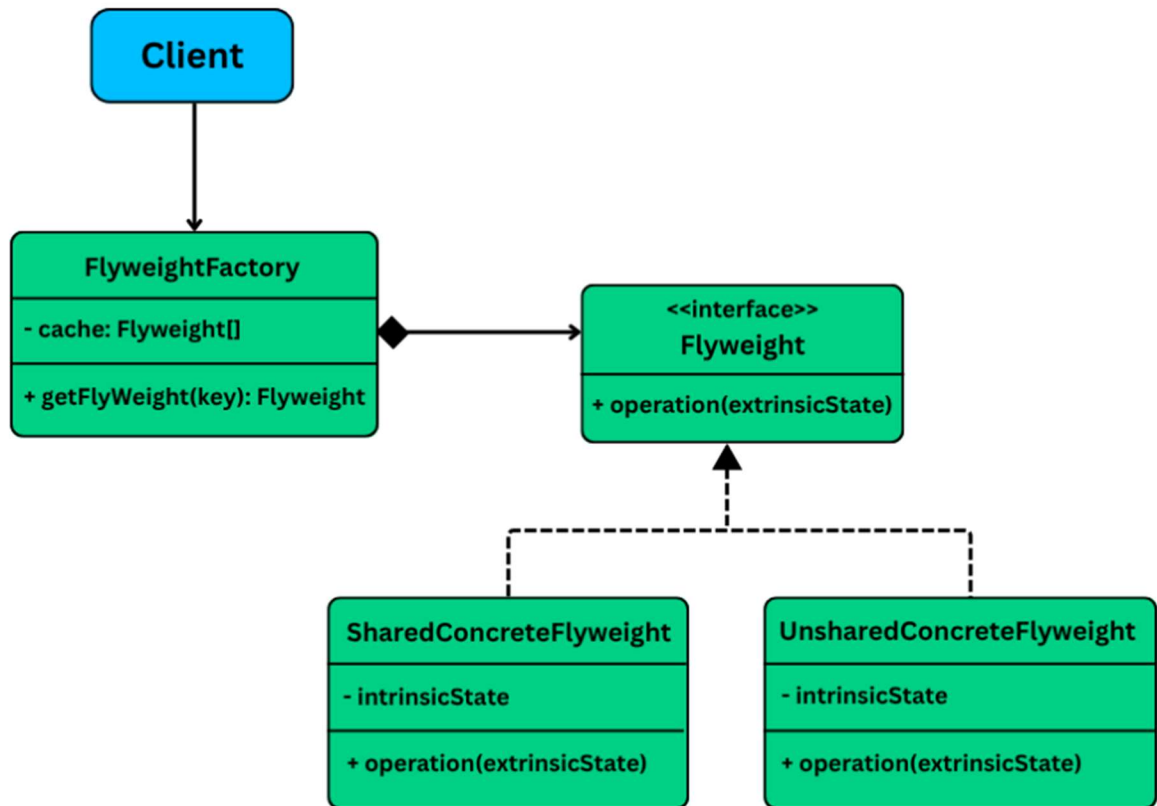 Client
FlyweightFactory
- cache: Flyweight[]
+ getFlyWeight(key): Flyweight
<<interface>>
Flyweight
+ operation(extrinsicState)
SharedConcreteFlyweight
- intrinsicState
+ operation(extrinsicState)
UnsharedConcreteFlyweight
- intrinsicState
+ operation(extrinsicState)